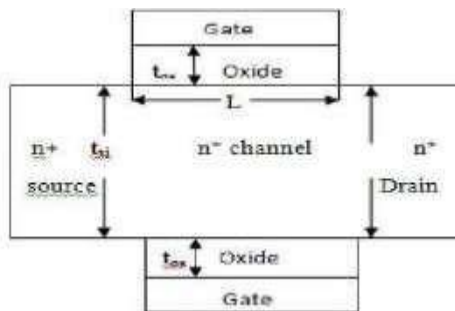 Gate
tox Oxide
L
n+ tsi n+ channel n+
source Drain
tox Oxide
Gate